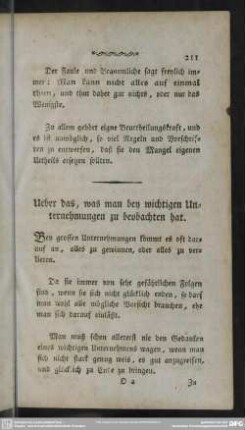 211
Der Faule und Bequemliche sagt freylich im-
mer: Man kann nicht alles auf einmal
thun, und thut daher gar nichts, oder nur das
Wenigste.
Zu allem gehört eigne Beurtheilungskraft, und
es ist unmöglich, so viel Regeln und Vorschrif-
ten zu entwerfen, daß sie den Mangel eigenen
Urtheils ersezen sollten.
Ueber das, was man bey wichtigen Un-
ternehmungen zu beobachten hat.
Bey grossen Unternehmungen kömmt es oft dar-
auf an, alles zu gewinnen, oder alles zu ver-
lieren.
Da sie immer von sehr gefährlichen Folgen
sind, wenn sie sich nicht glücklich enden, so darf
man wohl alle mögliche Vorsicht brauchen, ehe
man sich darauf einläßt.
Man muß schon allererst nie den Gedanken
eines wichtigen Unternehmens wagen, wenn man
sich nicht stark genug weis, es gut anzugreifen,
und glücklich zu Ende zu bringen.
O 2 Zu